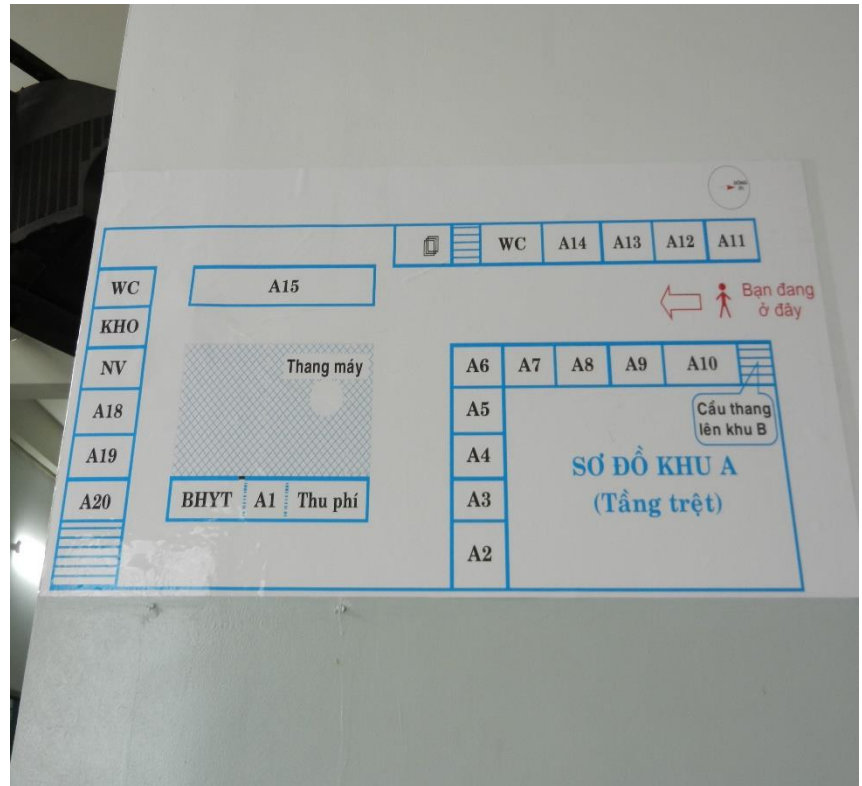 ĐÔNG
WC A14 A13 A12 A11
WC
A15
Bạn đang
ở đây
KHO
NV
Thang máy
A6 A7 A8 A9 A10
A18
A5
Cầu thang
lên khu B
A19
A4
SƠ ĐỒ KHU A
A20
BHYT A1 Thu phí
A3
(Tầng trệt)
A2